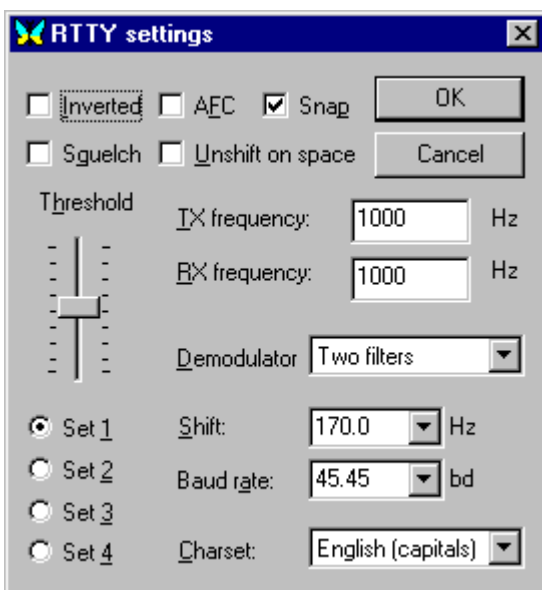 RTTY settings
Inverted AFC Snap OK
Squelch Unshift on space Cancel
Threshold
TX frequency: 1000 Hz
RX frequency: 1000 Hz
Demodulator Two filters
Set 1 Shift: 170.0 Hz
Set 2 Baud rate: 45.45 bd
Set 3
Set 4 Charset: English (capitals)